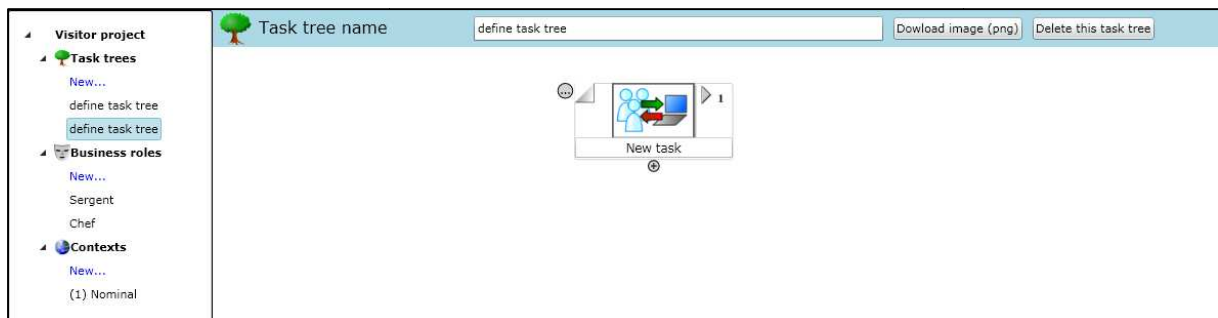 Visitor project
Task trees
New...
define task tree
define task tree
Business roles
New...
Sergent
Chef
Contexts
New...
(1) Nominal
Task tree name
define task tree
Dowload image (png)
Delete this task tree
...
1
New task